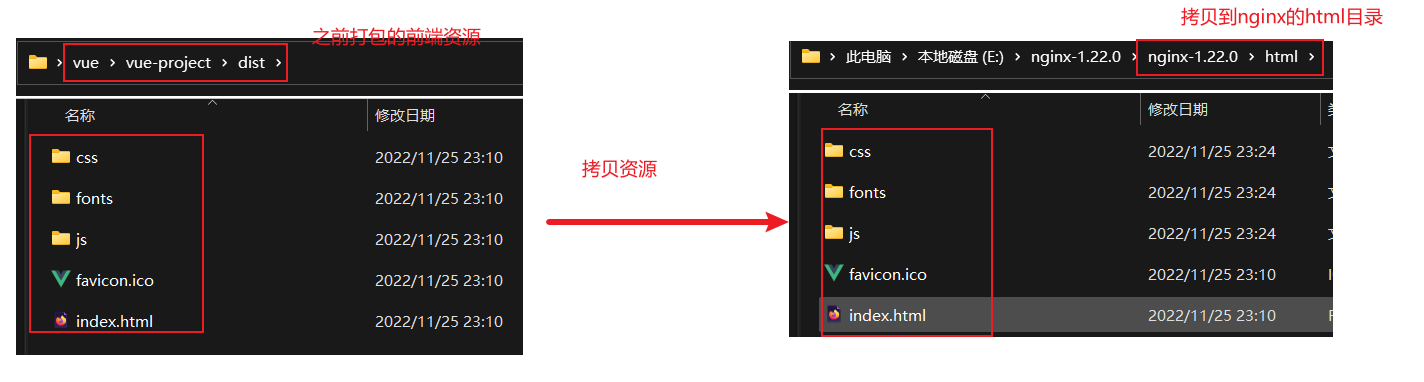 之前打包的前端资源
vue > vue-project > dist >
名称 修改日期
css 2022/11/25 23:10
fonts 2022/11/25 23:10
js 2022/11/25 23:10
favicon.ico 2022/11/25 23:10
index.html 2022/11/25 23:10
拷贝资源
拷贝到nginx的html目录
此电脑 > 本地磁盘 (E:) > nginx-1.22.0 > nginx-1.22.0 > html >
名称 修改日期
css 2022/11/25 23:24
fonts 2022/11/25 23:24
js 2022/11/25 23:24
favicon.ico 2022/11/25 23:10
index.html 2022/11/25 23:10